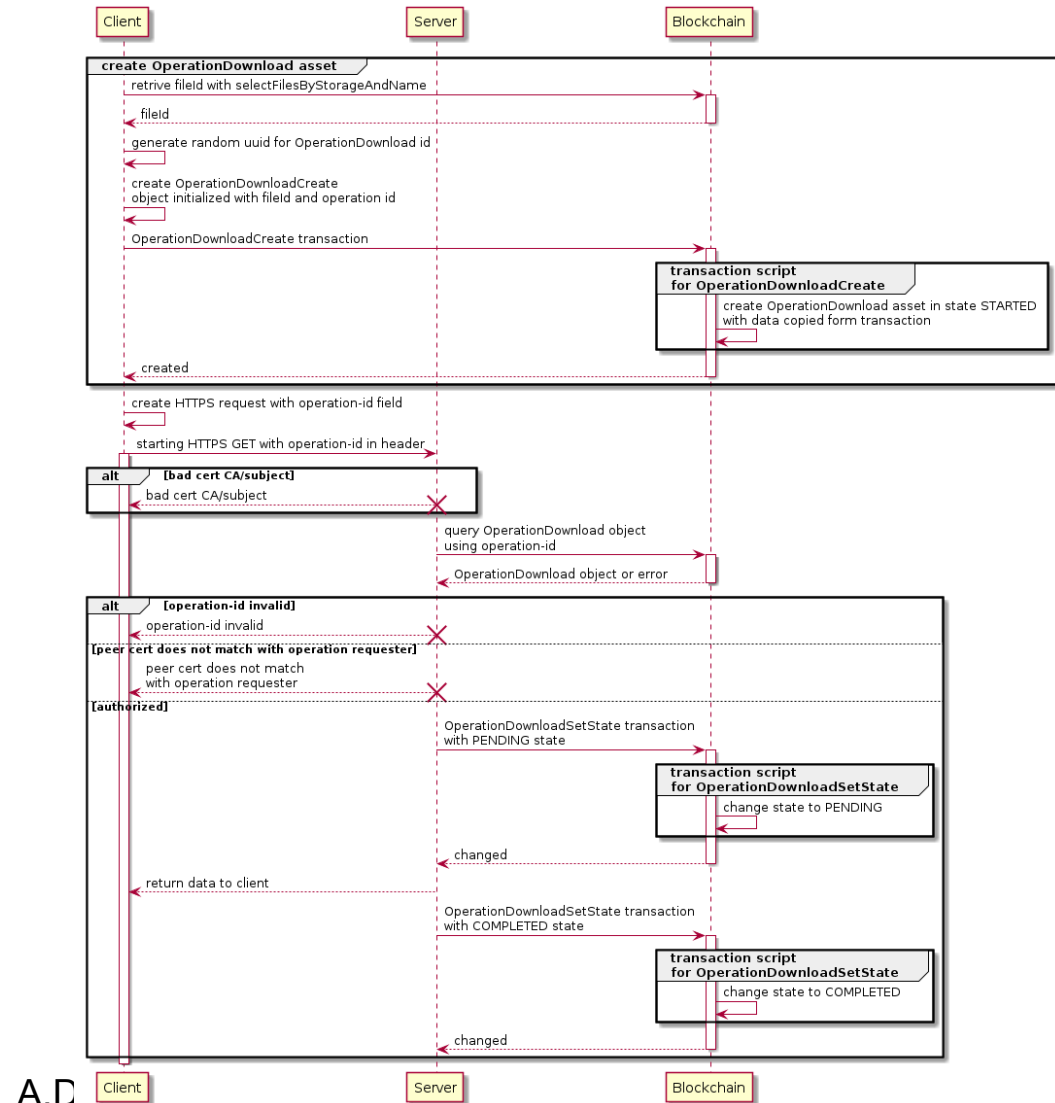 Client
Server
Blockchain
create OperationDownload asset
retrive fileId with selectFilesByStorageAndName
fileId
generate random uuid for OperationDownload id
create OperationDownloadCreate
object initialized with fileId and operation id
OperationDownloadCreate transaction
transaction script
for OperationDownloadCreate
create OperationDownload asset in state STARTED
with data copied form transaction
created
create HTTPS request with operation-id field
starting HTTPS GET with operation-id in header
alt
[bad cert CA/subject]
bad cert CA/subject
query OperationDownload object
using operation-id
OperationDownload object or error
alt
[operation-id invalid]
operation-id invalid
[peer cert does not match with operation requester]
peer cert does not match
with operation requester
[authorized]
OperationDownloadSetState transaction
with PENDING state
transaction script
for OperationDownloadSetState
change state to PENDING
changed
return data to client
OperationDownloadSetState transaction
with COMPLETED state
transaction script
for OperationDownloadSetState
change state to COMPLETED
changed
Client
Server
Blockchain